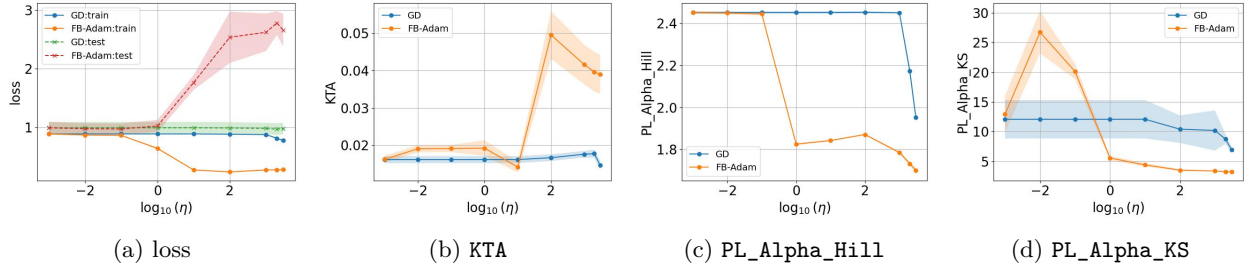 3
2
1
loss
−2
0
2
log₁₀ (η)
GD:train
FB-Adam:train
GD:test
FB-Adam:test
(a) loss
0.05
0.04
0.03
0.02
KTA
−2
0
2
log₁₀ (η)
GD
FB-Adam
(b) KTA
2.4
2.2
2.0
1.8
PL_Alpha_Hill
−2
0
2
log₁₀ (η)
GD
FB-Adam
(c) PL_Alpha_Hill
30
25
20
15
10
5
PL_Alpha_KS
−2
0
2
log₁₀ (η)
GD
FB-Adam
(d) PL_Alpha_KS